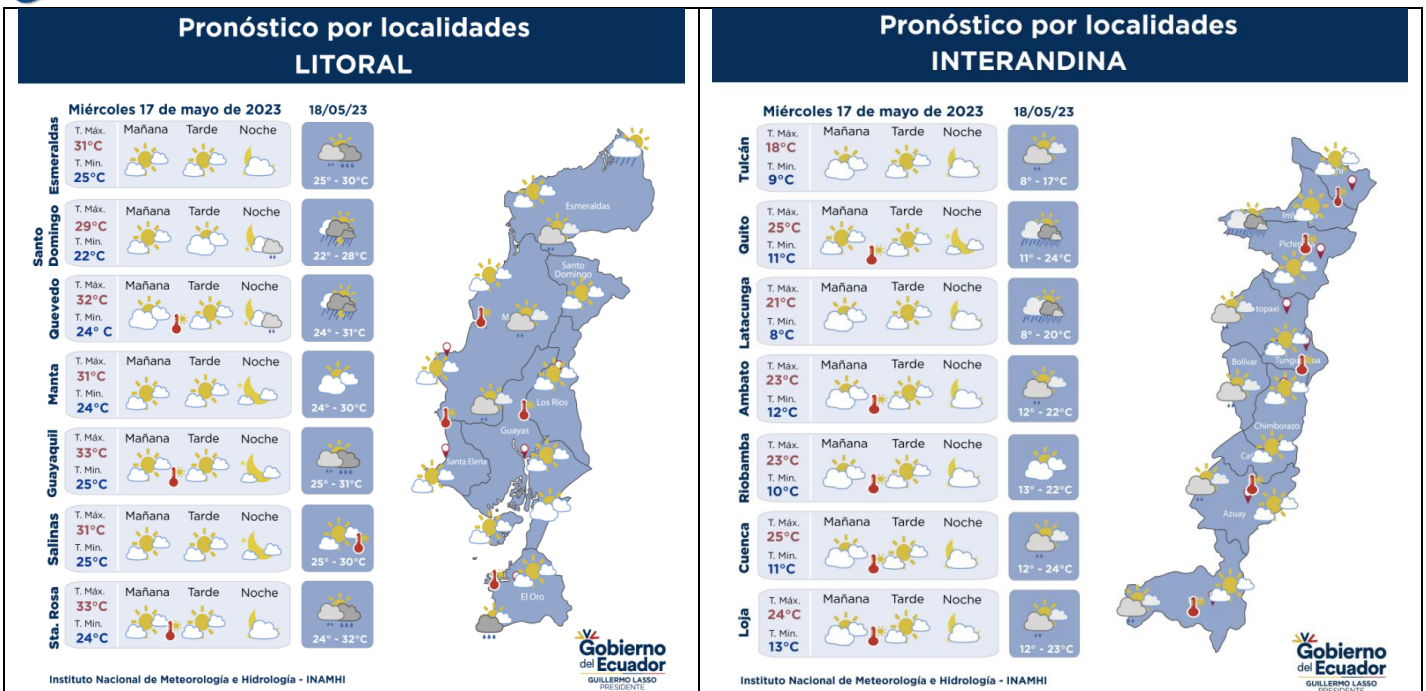 Pronóstico por localidades
LITORAL
Miércoles 17 de mayo de 2023 18/05/23
Esmeraldas
T. Máx. Mañana Tarde Noche
31°C
T. Min.
25°C
25° - 30°C
Santo
Domingo
T. Máx. Mañana Tarde Noche
29°C
T. Min.
22°C
22° - 28°C
Quevedo
T. Máx. Mañana Tarde Noche
32°C
T. Min.
24° C
24° - 31°C
Manta
T. Máx. Mañana Tarde Noche
31°C
T. Min.
24°C
24° - 30°C
Guayaquil
T. Máx. Mañana Tarde Noche
33°C
T. Min.
25°C
25° - 31°C
Salinas
T. Máx. Mañana Tarde Noche
31°C
T. Min.
25°C
25° - 30°C
Sta. Rosa
T. Máx. Mañana Tarde Noche
33°C
T. Min.
24°C
24° - 32°C
Esmeraldas
Santo
Domingo
M
Los Rios
Guayas
Santa Elena
El Oro
Gobierno
del Ecuador
GUILLERMO LASSO
PRESIDENTE
Instituto Nacional de Meteorología e Hidrología - INAMHI
Pronóstico por localidades
INTERANDINA
Miércoles 17 de mayo de 2023 18/05/23
Tulcán
T. Máx. Mañana Tarde Noche
18°C
T. Min.
9°C
8° - 17°C
Quito
T. Máx. Mañana Tarde Noche
25°C
T. Min.
11°C
11° - 24°C
Latacunga
T. Máx. Mañana Tarde Noche
21°C
T. Min.
8°C
8° - 20°C
Ambato
T. Máx. Mañana Tarde Noche
23°C
T. Min.
12°C
12° - 22°C
Riobamba
T. Máx. Mañana Tarde Noche
23°C
T. Min.
10°C
13° - 22°C
Cuenca
T. Máx. Mañana Tarde Noche
25°C
T. Min.
11°C
12° - 24°C
Loja
T. Máx. Mañana Tarde Noche
24°C
T. Min.
13°C
12° - 23°C
Bolívar
Chimborazo
Azuay
Gobierno
del Ecuador
GUILLERMO LASSO
PRESIDENTE
Instituto Nacional de Meteorología e Hidrología - INAMHI